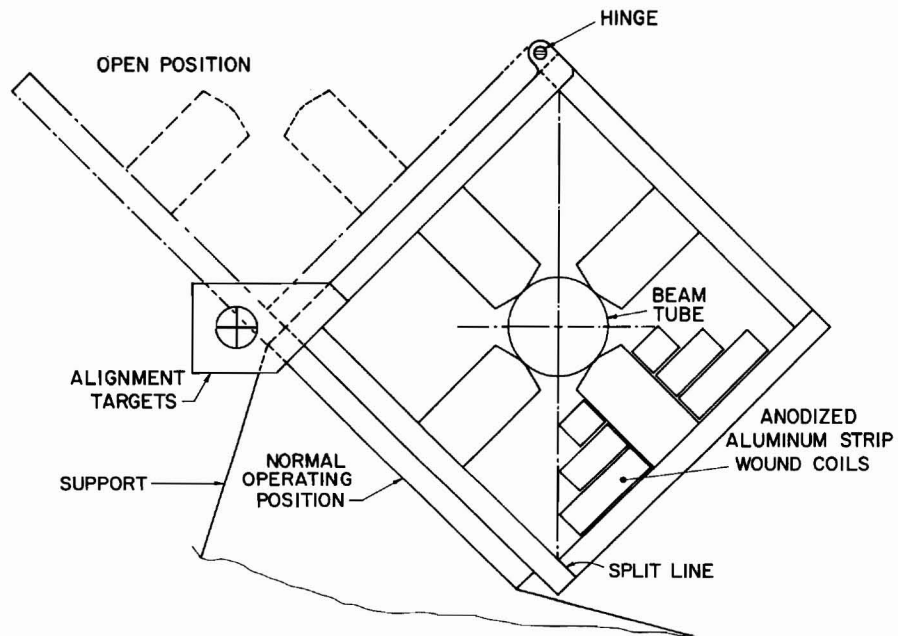 HINGE
OPEN POSITION
BEAM
TUBE
ALIGNMENT
TARGETS
ANODIZED
ALUMINUM STRIP
WOUND COILS
NORMAL
OPERATING
POSITION
SUPPORT
SPLIT LINE